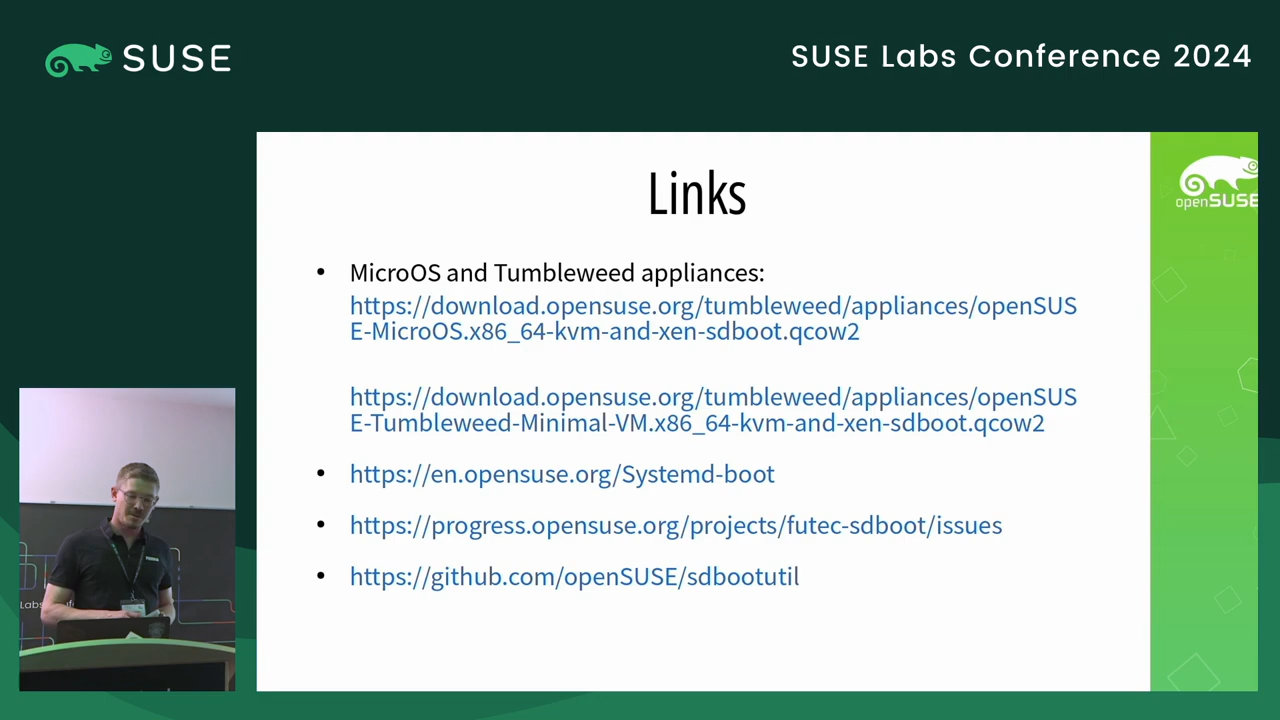 SUSE
SUSE Labs Conference 2024
Links
openSUSE
• MicroOS and Tumbleweed appliances:
https://download.opensuse.org/tumbleweed/appliances/openSUS
E-MicroOS.x86_64-kvm-and-xen-sdboot.qcow2
https://download.opensuse.org/tumbleweed/appliances/openSUS
E-Tumbleweed-Minimal-VM.x86_64-kvm-and-xen-sdboot.qcow2
• https://en.opensuse.org/Systemd-boot
• https://progress.opensuse.org/projects/futec-sdboot/issues
• https://github.com/openSUSE/sdbootutil
Labs